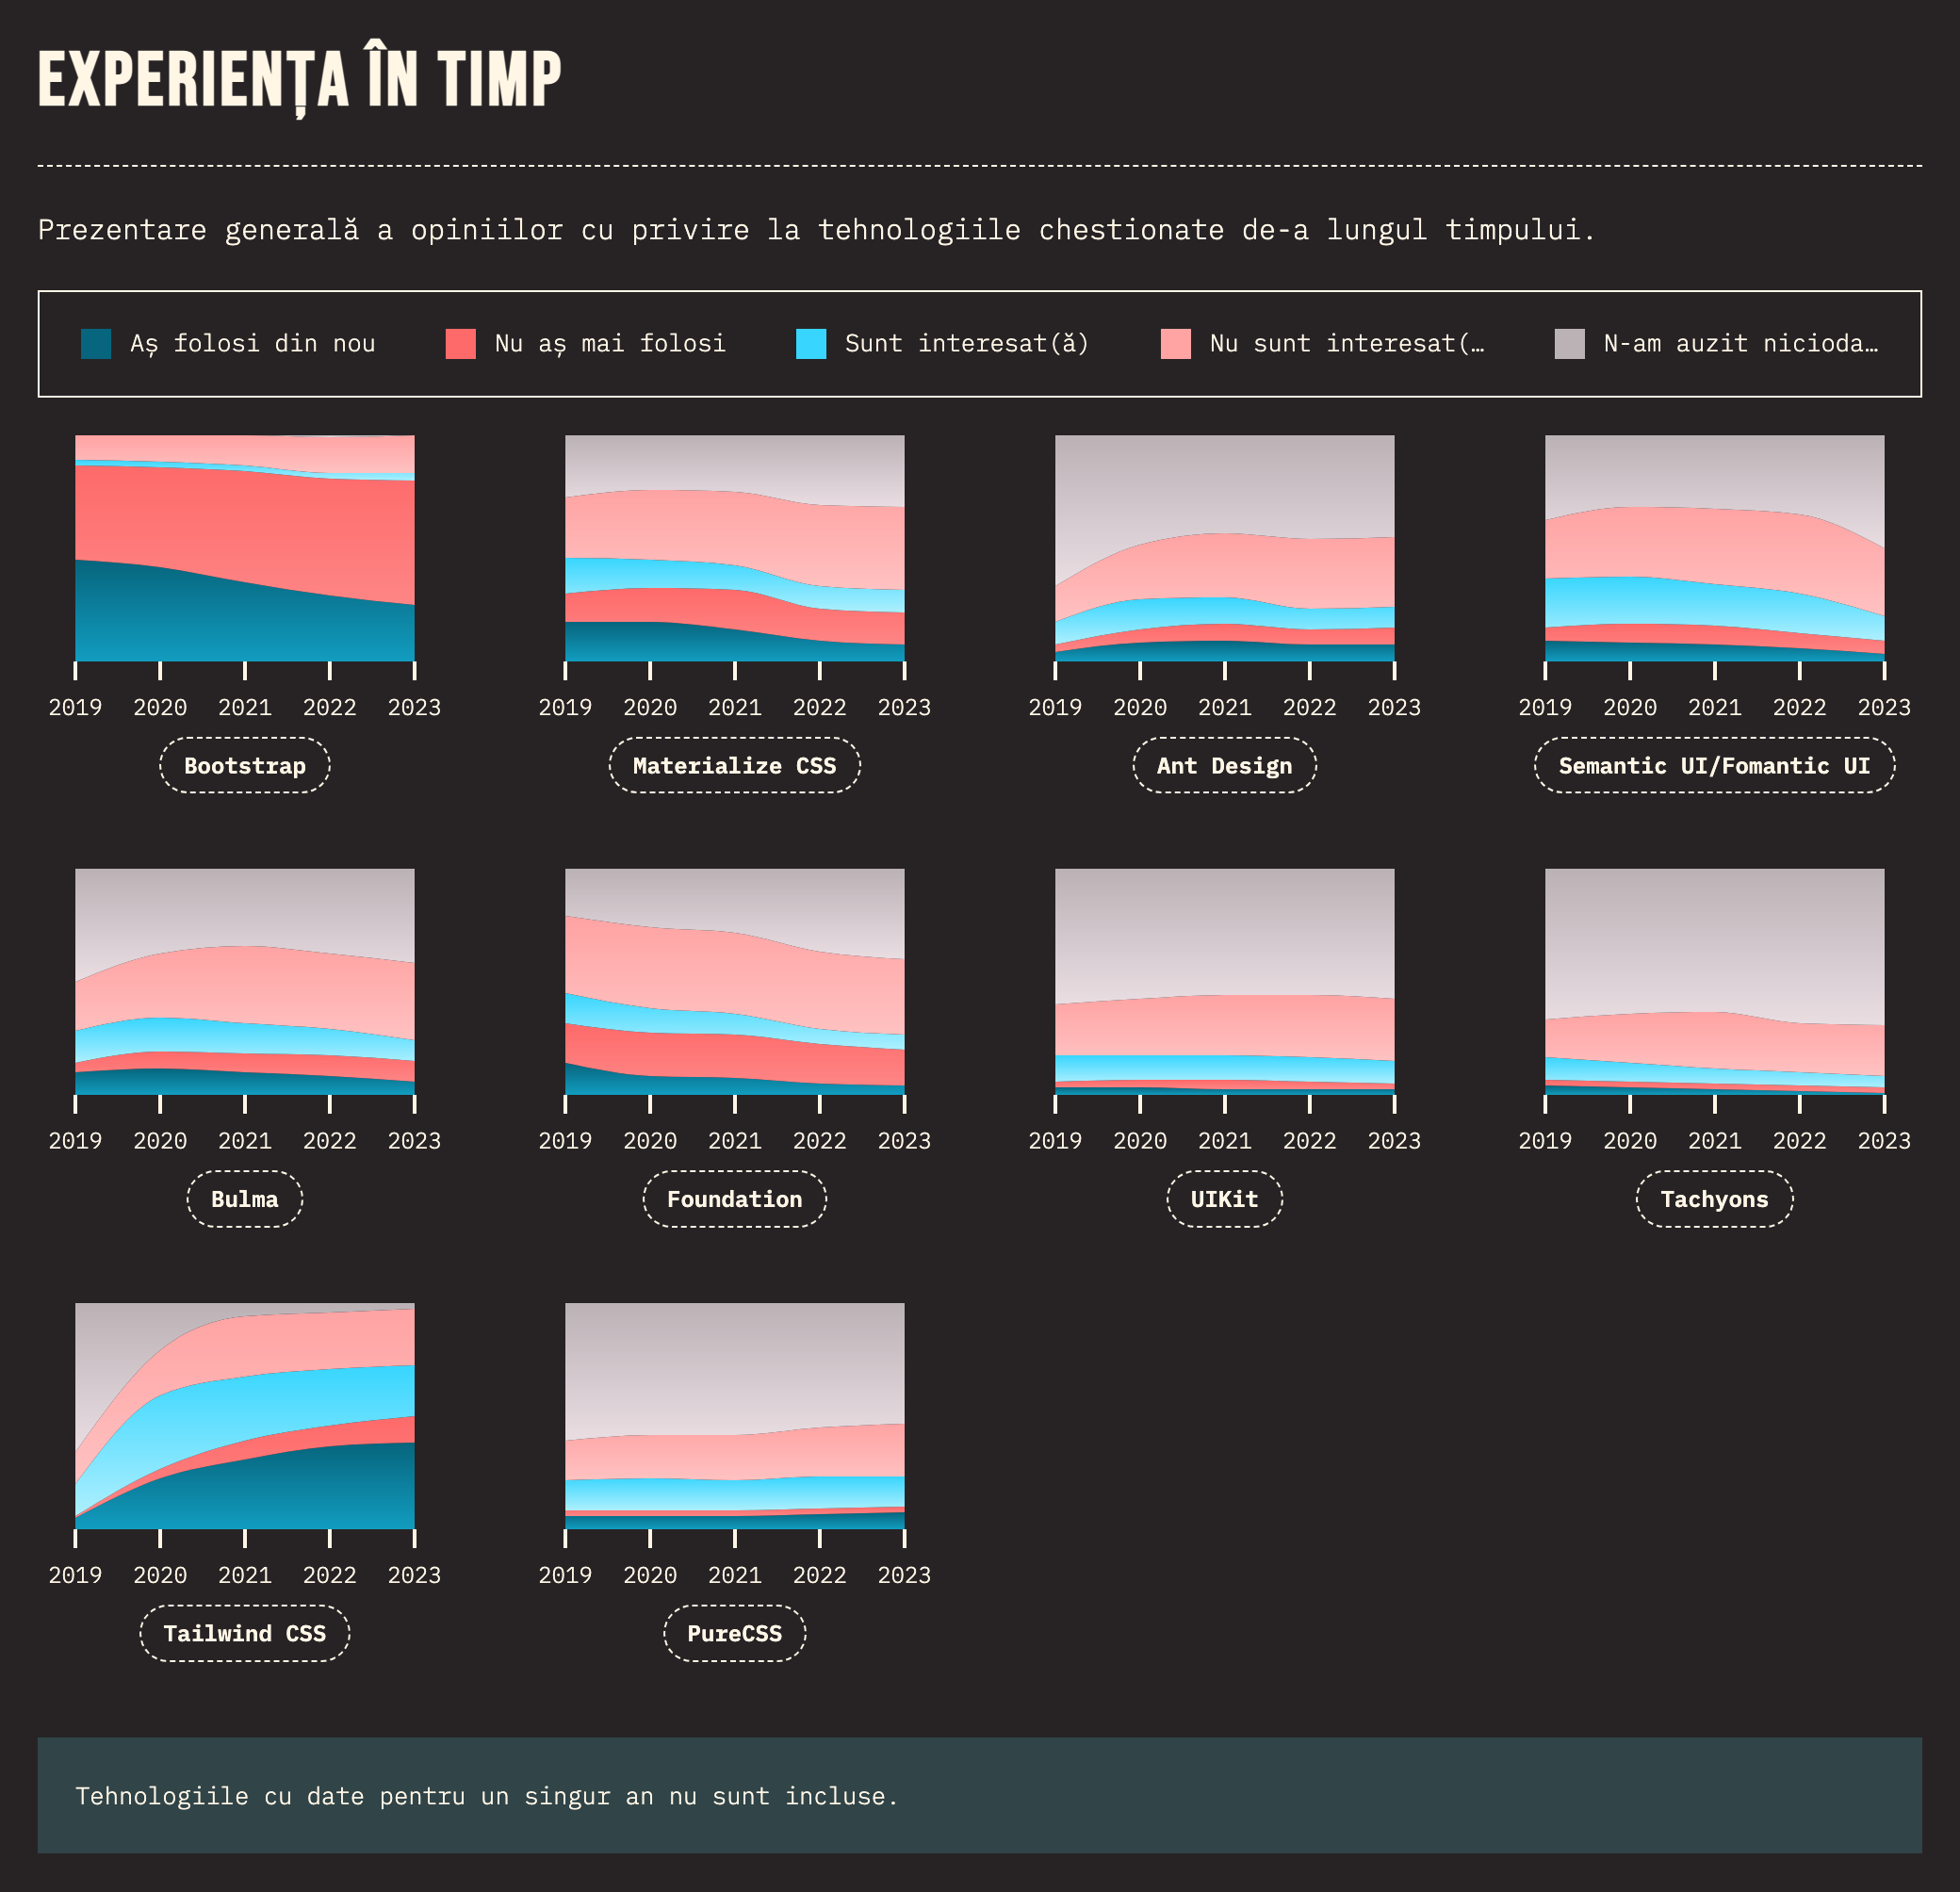 EXPERIENȚA ÎN TIMP
Prezentare generală a opiniilor cu privire la tehnologiile chestionate de-a lungul timpului.
Aș folosi din nou Nu aș mai folosi Sunt interesat(ă) Nu sunt interesat(… N-am auzit nicioda…
2019 2020 2021 2022 2023 2019 2020 2021 2022 2023 2019 2020 2021 2022 2023 2019 2020 2021 2022 2023
Bootstrap Materialize CSS Ant Design Semantic UI/Fomantic UI
2019 2020 2021 2022 2023 2019 2020 2021 2022 2023 2019 2020 2021 2022 2023 2019 2020 2021 2022 2023
Bulma Foundation UIKit Tachyons
2019 2020 2021 2022 2023 2019 2020 2021 2022 2023
Tailwind CSS PureCSS
Tehnologiile cu date pentru un singur an nu sunt incluse.